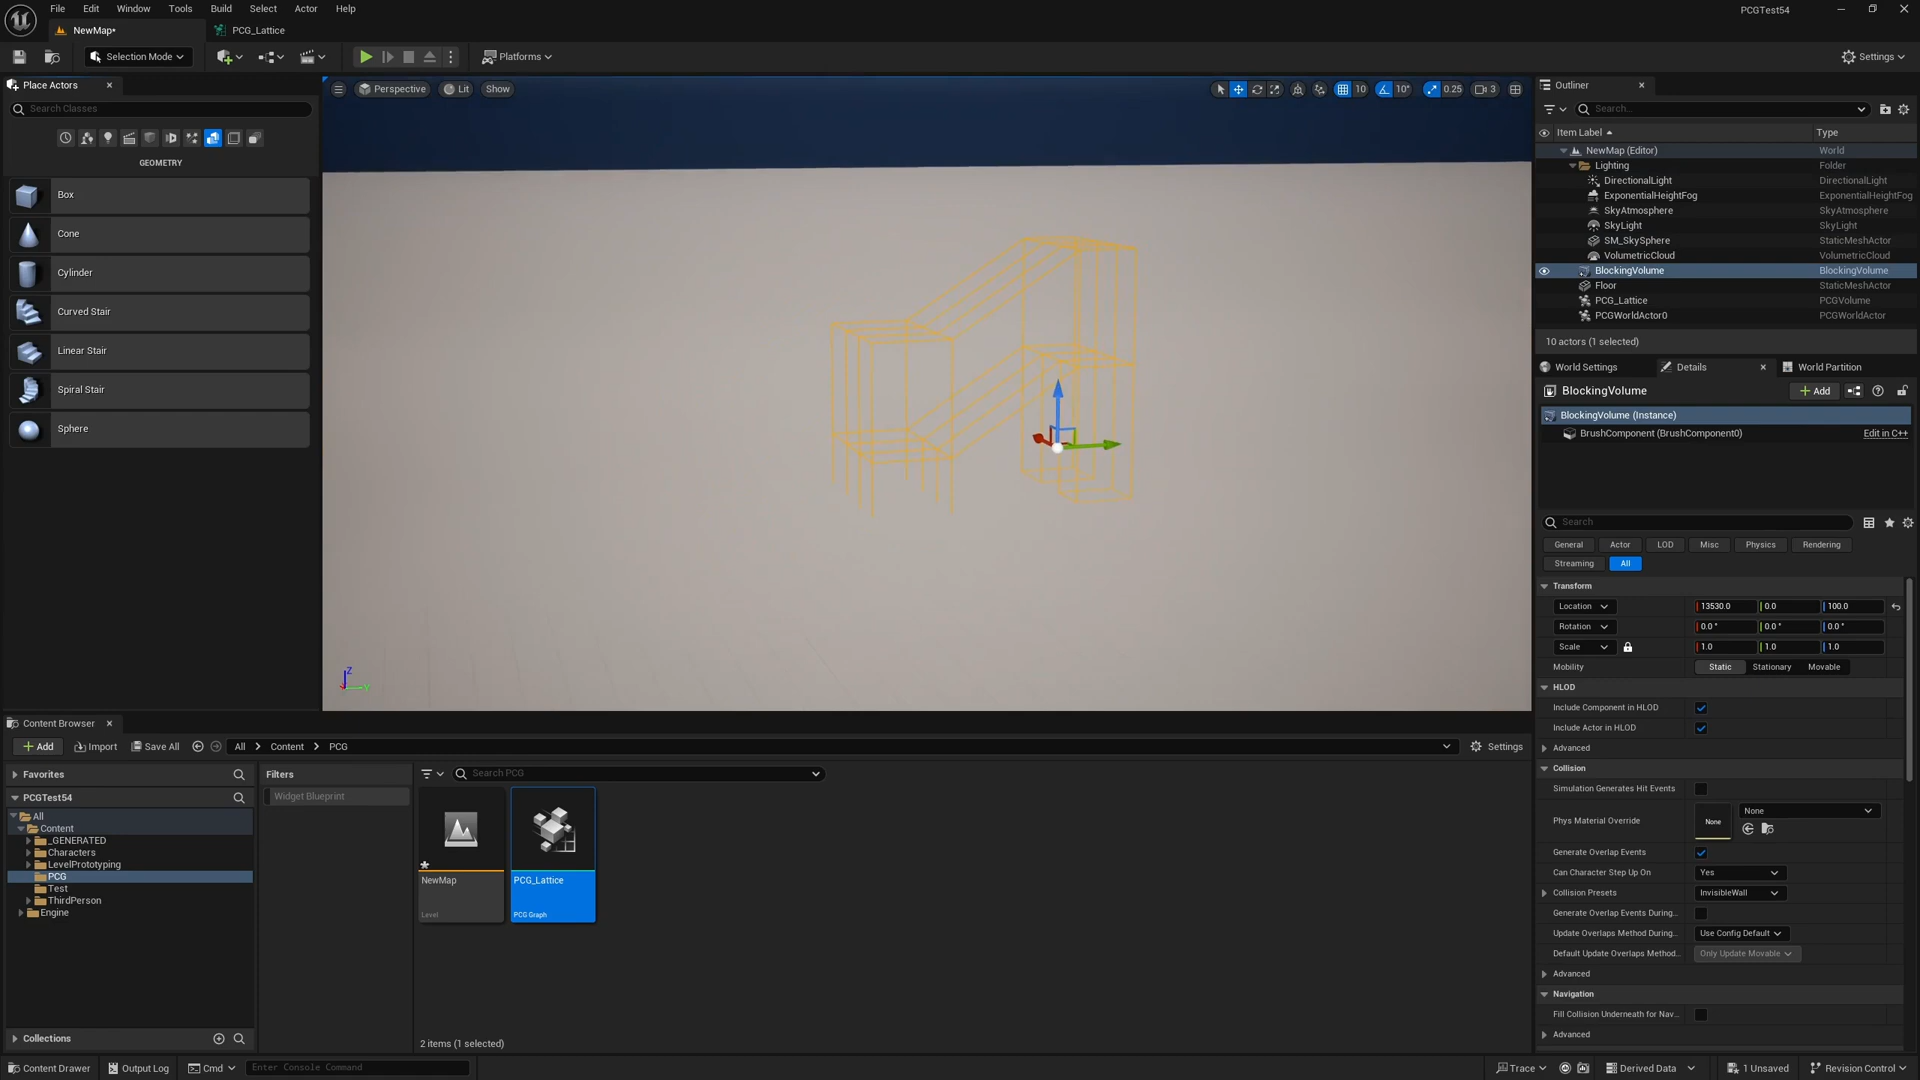 File Edit Window Tools Build Select Actor Help
PCGTest54
NewMap•
PCG_Lattice
Selection Mode
Platforms
Settings
Place Actors
Search Classes
GEOMETRY
Box
Cone
Cylinder
Curved Stair
Linear Stair
Spiral Stair
Sphere
Perspective
Lit
Show
10
10°
0.25
3
Z
Y
Outliner
Search...
Item Label
Type
NewMap (Editor) World
Lighting Folder
DirectionalLight DirectionalLight
ExponentialHeightFog ExponentialHeightFog
SkyAtmosphere SkyAtmosphere
SkyLight SkyLight
SM_SkySphere StaticMeshActor
VolumetricCloud VolumetricCloud
BlockingVolume BlockingVolume
Floor StaticMeshActor
PCG_Lattice PCGVolume
PCGWorldActor0 PCGWorldActor
10 actors (1 selected)
World Settings
Details
World Partition
BlockingVolume
Add
BlockingVolume (Instance)
BrushComponent (BrushComponent0)
Edit in C++
Search
General Actor LOD Misc Physics Rendering
Streaming All
Transform
Location 13530.0 0.0 100.0
Rotation 0.0 ° 0.0 ° 0.0 °
Scale 1.0 1.0 1.0
Mobility Static Stationary Movable
HLOD
Include Component in HLOD
Include Actor in HLOD
Advanced
Collision
Simulation Generates Hit Events
Phys Material Override
None
None
Generate Overlap Events
Can Character Step Up On Yes
Collision Presets InvisibleWall
Generate Overlap Events During...
Update Overlaps Method During... Use Config Default
Default Update Overlaps Method... Only Update Movable
Advanced
Navigation
Fill Collision Underneath for Nav...
Advanced
Content Browser
Add
Import
Save All
All
Content
PCG
Settings
Favorites
PCGTest54
All
Content
_GENERATED
Characters
LevelPrototyping
PCG
Test
ThirdPerson
Engine
Collections
Filters
Widget Blueprint
Search PCG
NewMap
Level
PCG_Lattice
PCG Graph
2 items (1 selected)
Content Drawer
Output Log
Cmd
Enter Console Command
Trace
Derived Data
1 Unsaved
Revision Control